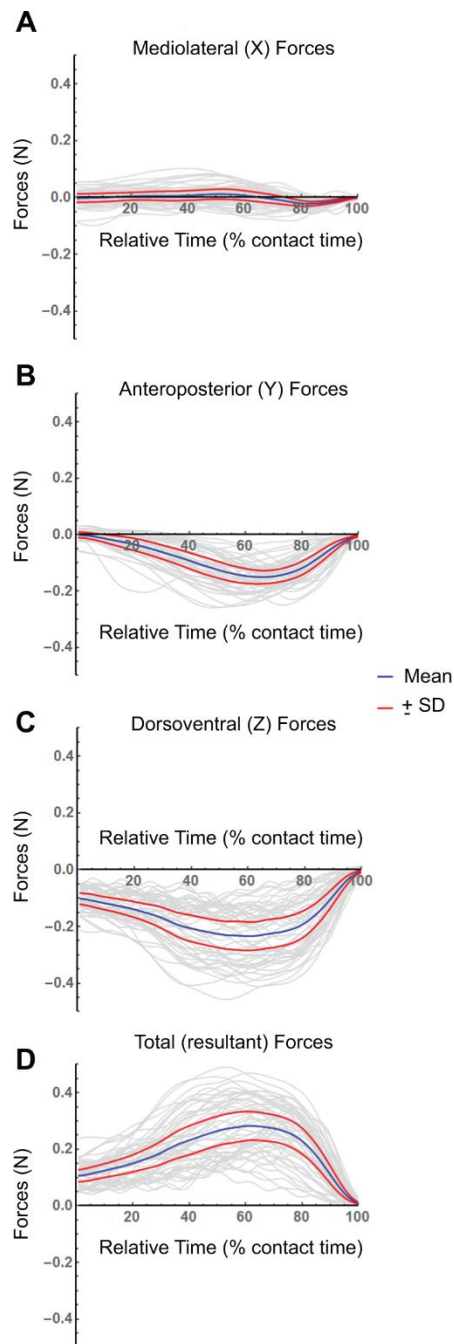 A
Mediolateral (X) Forces
0.4
0.2
0.0
20 40 60 80 100
Relative Time (% contact time)
−0.2
−0.4
Forces (N)
B
Anteroposterior (Y) Forces
0.4
0.2
0.0
20 40 60 80 100
−0.2
Relative Time (% contact time)
−0.4
Forces (N)
Mean
± SD
C
Dorsoventral (Z) Forces
0.4
0.2
Relative Time (% contact time)
0.0
20 40 60 80 100
−0.2
−0.4
Forces (N)
D
Total (resultant) Forces
0.4
0.2
0.0
20 40 60 80 100
Relative Time (% contact time)
−0.2
−0.4
Forces (N)